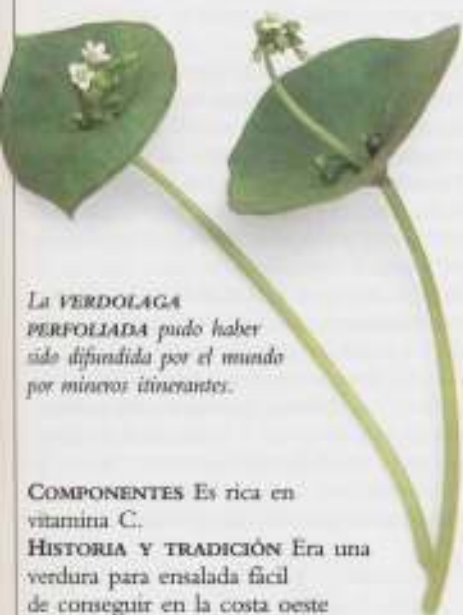 La VERDOLAGA
PERFOLIADA pudo haber
sido difundida por el mundo
por mineros itinerantes.
COMPONENTES Es rica en
vitamina C.
HISTORIA Y TRADICIÓN Era una
verdura para ensalada fácil
de conseguir en la costa oeste